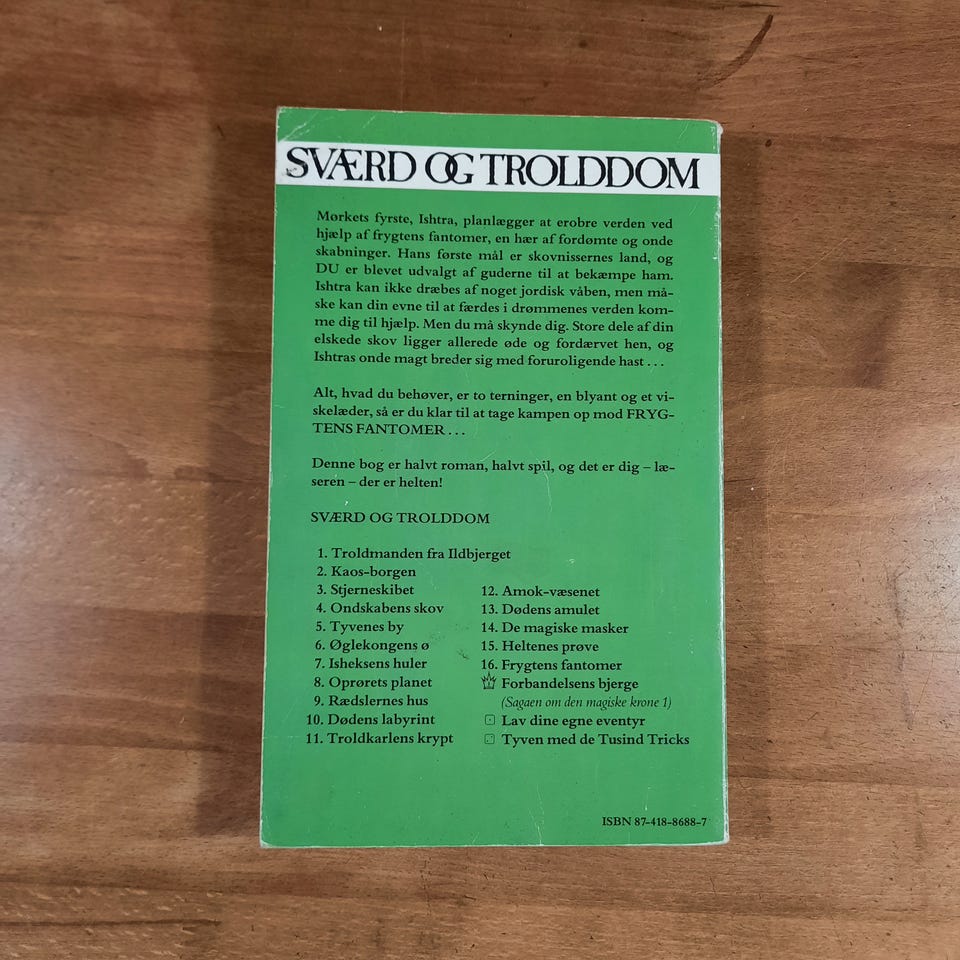 SVÆRD OG TROLDDOM
Mørkets fyrste, Ishtra, planlægger at erobre verden ved
hjælp af frygtens fantomer, en hær af fordømte og onde
skabninger. Hans første mål er skovnissernes land, og
DU er blevet udvalgt af guderne til at bekæmpe ham.
Ishtra kan ikke dræbes af noget jordisk våben, men må-
ske kan din evne til at færdes i drømmenes verden kom-
me dig til hjælp. Men du må skynde dig. Store dele af din
elskede skov ligger allerede øde og fordærvet hen, og
Ishtras onde magt breder sig med foruroligende hast . . .
Alt, hvad du behøver, er to terninger, en blyant og et vi-
skelæder, så er du klar til at tage kampen op mod FRYG-
TENS FANTOMER . . .
Denne bog er halvt roman, halvt spil, og det er dig – læ-
seren – der er helten!
SVÆRD OG TROLDDOM
1. Troldmanden fra Ildbjerget
2. Kaos-borgen
3. Stjerneskibet
4. Ondskabens skov
5. Tyvenes by
6. Øglekongens ø
7. Isheksens huler
8. Oprørets planet
9. Rædslernes hus
10. Dødens labyrint
11. Troldkarlens krypt
12. Amok-væsenet
13. Dødens amulet
14. De magiske masker
15. Heltenes prøve
16. Frygtens fantomer
Forbandelsens bjerge
(Sagaen om den magiske krone 1)
Lav dine egne eventyr
Tyven med de Tusind Tricks
ISBN 87-418-8688-7